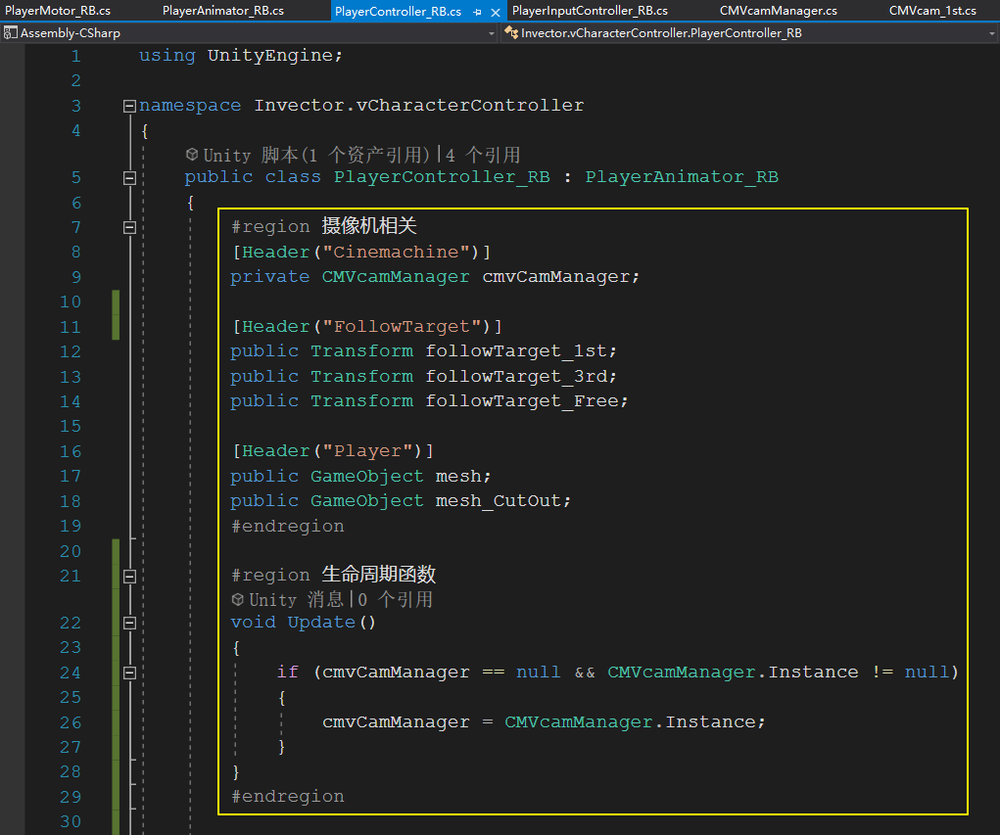 PlayerMotor_RB.cs PlayerAnimator_RB.cs PlayerController_RB.cs PlayerInputController_RB.cs CMVcamManager.cs CMVcam_1st.cs
Assembly-CSharp Invector.vCharacterController.PlayerController_RB
1 using UnityEngine;
2
3 namespace Invector.vCharacterController
4 {
Unity 脚本(1 个资产引用)|4 个引用
5 public class PlayerController_RB : PlayerAnimator_RB
6 {
7 #region 摄像机相关
8 [Header("Cinemachine")]
9 private CMVcamManager cmvCamManager;
10
11 [Header("FollowTarget")]
12 public Transform followTarget_1st;
13 public Transform followTarget_3rd;
14 public Transform followTarget_Free;
15
16 [Header("Player")]
17 public GameObject mesh;
18 public GameObject mesh_CutOut;
19 #endregion
20
21 #region 生命周期函数
Unity 消息|0 个引用
22 void Update()
23 {
24 if (cmvCamManager == null && CMVcamManager.Instance != null)
25 {
26 cmvCamManager = CMVcamManager.Instance;
27 }
28 }
29 #endregion
30